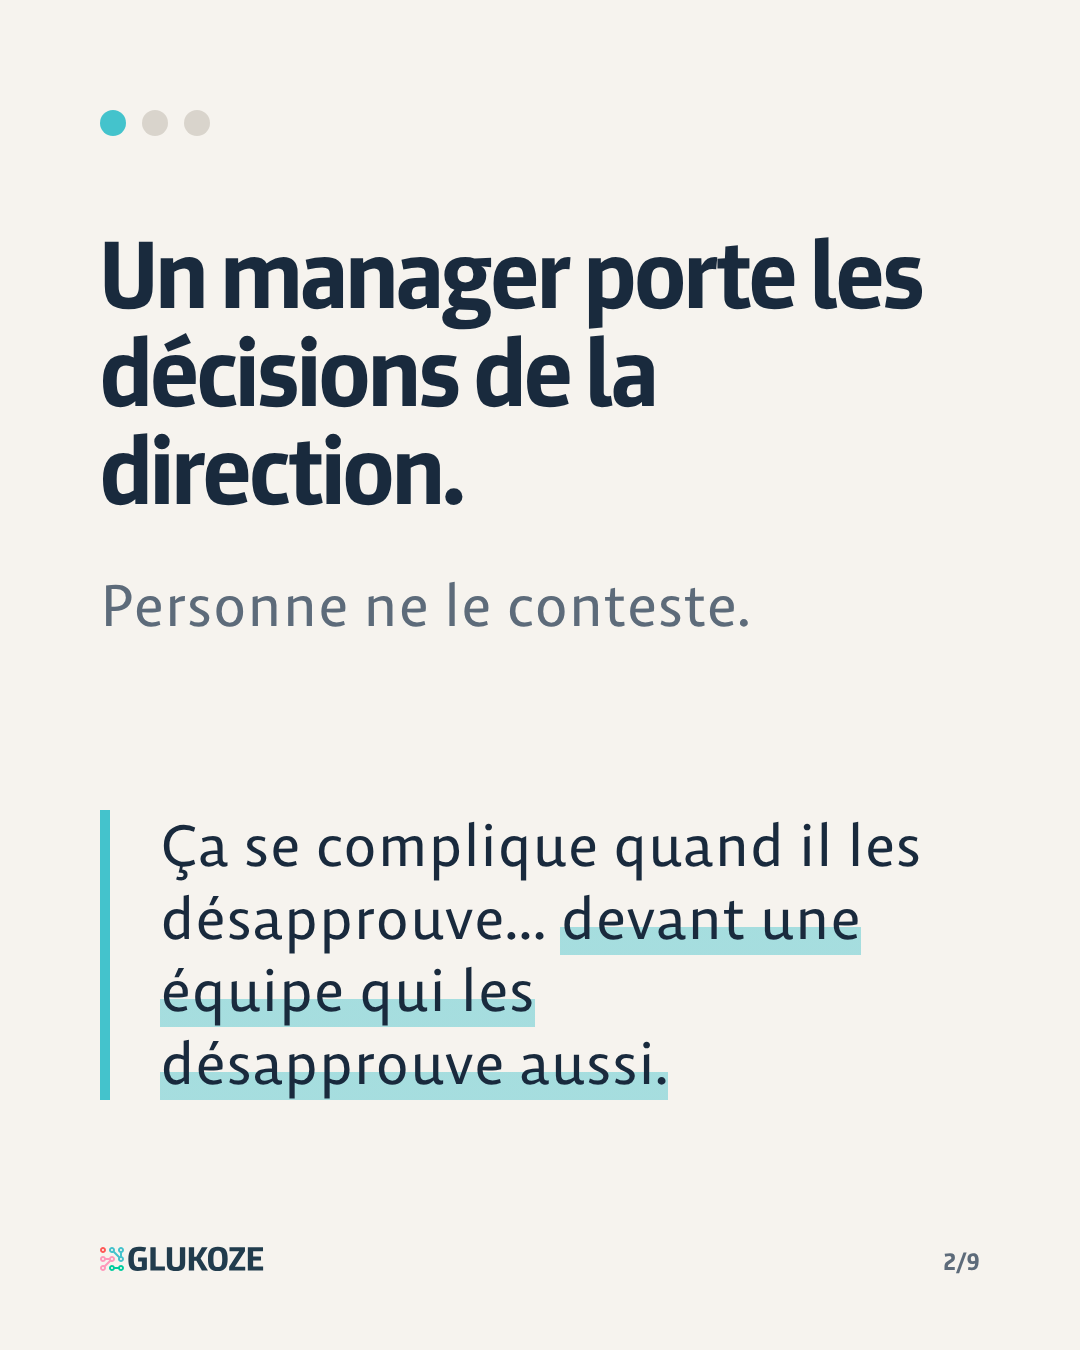 Un manager porte les
décisions de la
direction.
Personne ne le conteste.
Ça se complique quand il les
désapprouve... devant une
équipe qui les
désapprouve aussi.
GLUKOZE
2/9